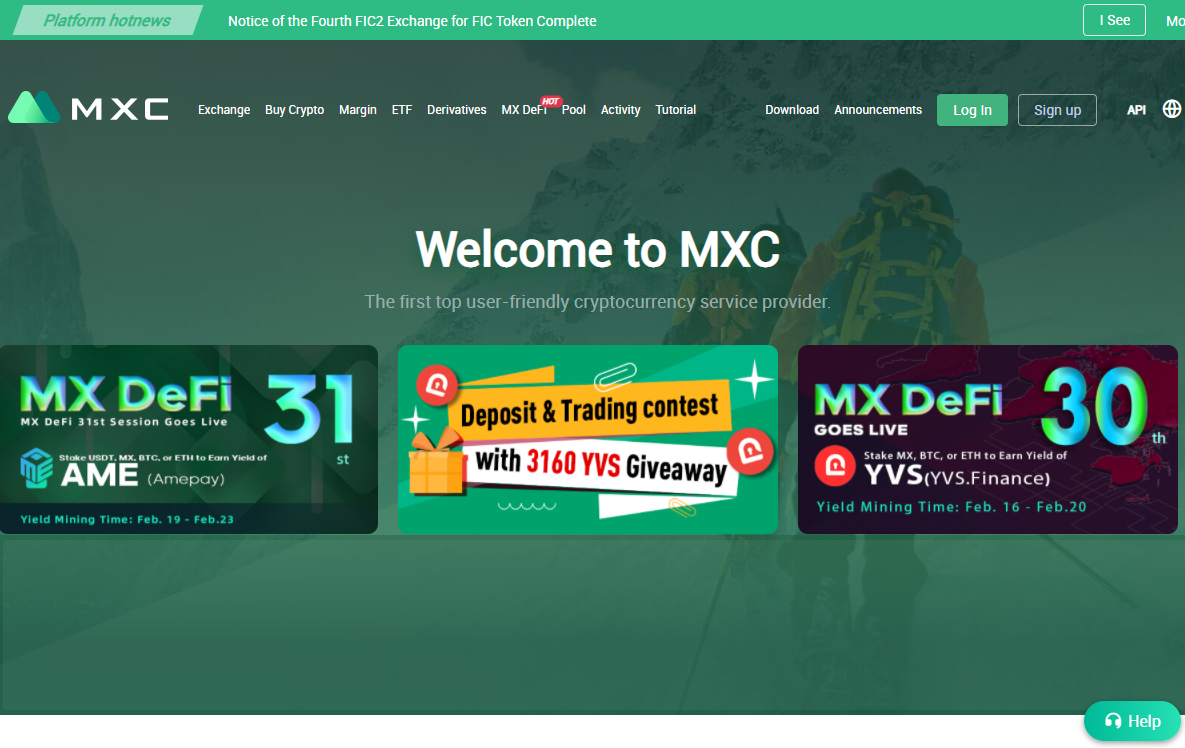 Platform hotnews
Notice of the Fourth FIC2 Exchange for FIC Token Complete
I See
Mo
MXC
Exchange Buy Crypto Margin ETF Derivatives MX DeFi HOT Pool Activity Tutorial
Download Announcements Log In Sign up API
Welcome to MXC
The first top user-friendly cryptocurrency service provider.
MX DeFi 31
MX DeFi 31st Session Goes Live
st
Stake USDT, MX, BTC, or ETH to Earn Yield of
AME (Amepay)
Yield Mining Time: Feb. 19 - Feb.23
Deposit & Trading contest
with 3160 YVS Giveaway
MX DeFi 30
GOES LIVE
th
Stake MX, BTC, or ETH to Earn Yield of
YVS(YVS.Finance)
Yield Mining Time: Feb. 16 - Feb.20
Help